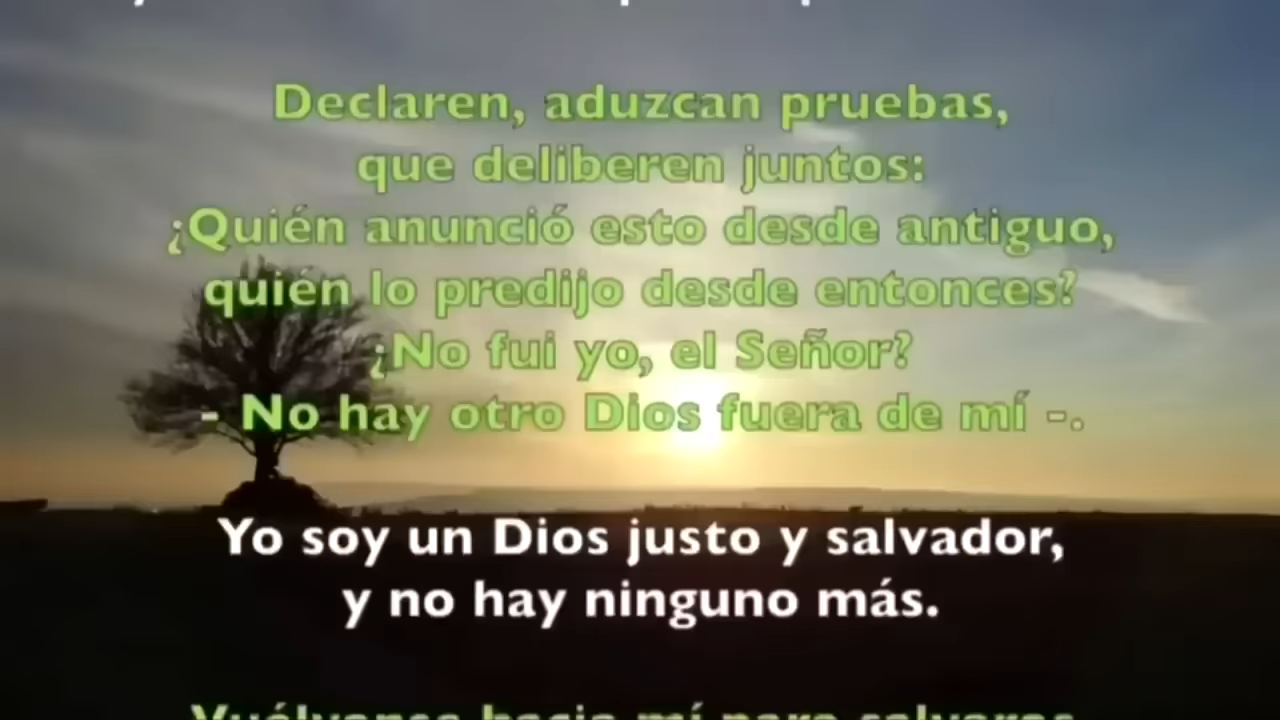 Declaren, aduzcan pruebas,
que deliberen juntos:
¿Quién anunció esto desde antiguo,
quién lo predijo desde entonces?
¿No fui yo, el Señor?
- No hay otro Dios fuera de mí -.
Yo soy un Dios justo y salvador,
y no hay ninguno más.
Vuélvanse hacia mí para salvaros